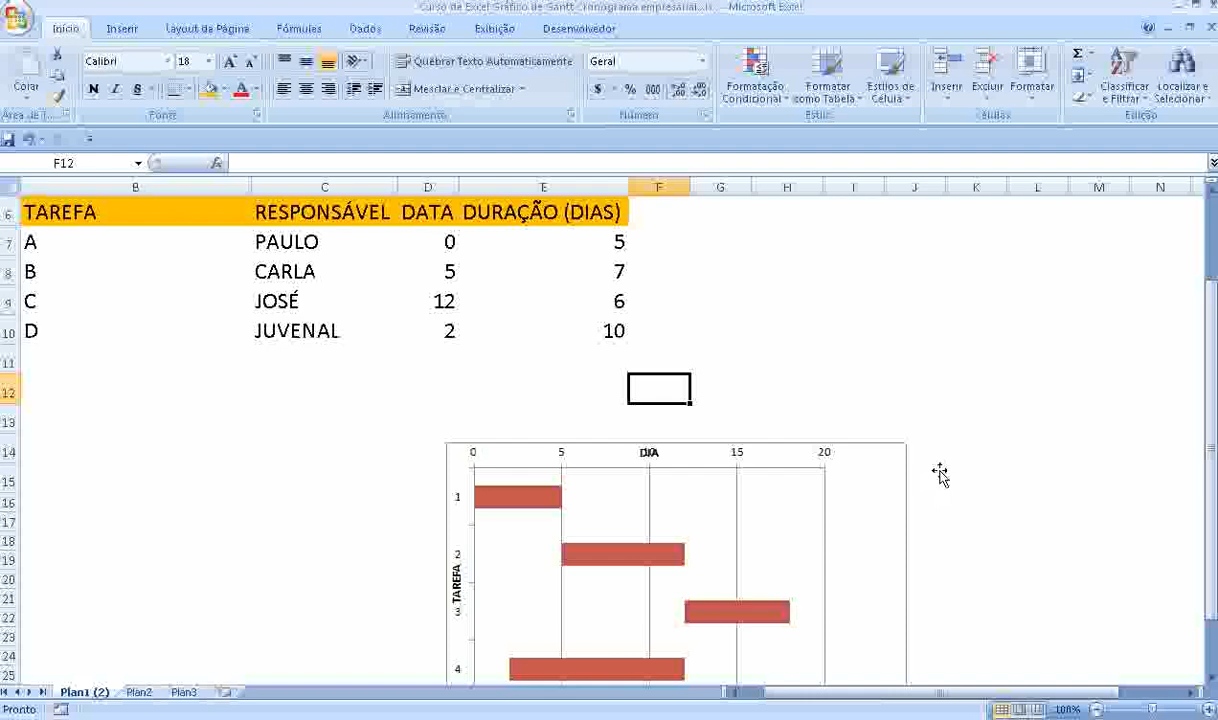 Curso de Excel Gráfico de Gantt Cronograma empresarial... - Microsoft Excel
Início Inserir Layout da Página Fórmulas Dados Revisão Exibição Desenvolvedor
Calibri 18 Quebrar Texto Automaticamente Geral
Colar N I S Mesclar e Centralizar $ % 000 Formatação Condicional Formatar como Tabela Estilos de Célula Inserir Excluir Formatar Classificar e Filtrar Localizar e Selecionar
Área de T... Fonte Alinhamento Número Estilo Células Edição
F12
B C D E F G H I J K L M N
6 TAREFA RESPONSÁVEL DATA DURAÇÃO (DIAS)
7 A PAULO 0 5
8 B CARLA 5 7
9 C JOSÉ 12 6
10 D JUVENAL 2 10
11
12
13
14
15
16
17
18
19
20
21
22
23
24
25
0 5 DIA 15 20
1
2
3
4
TAREFA
Plan1 (2) Plan2 Plan3
Pronto 100%